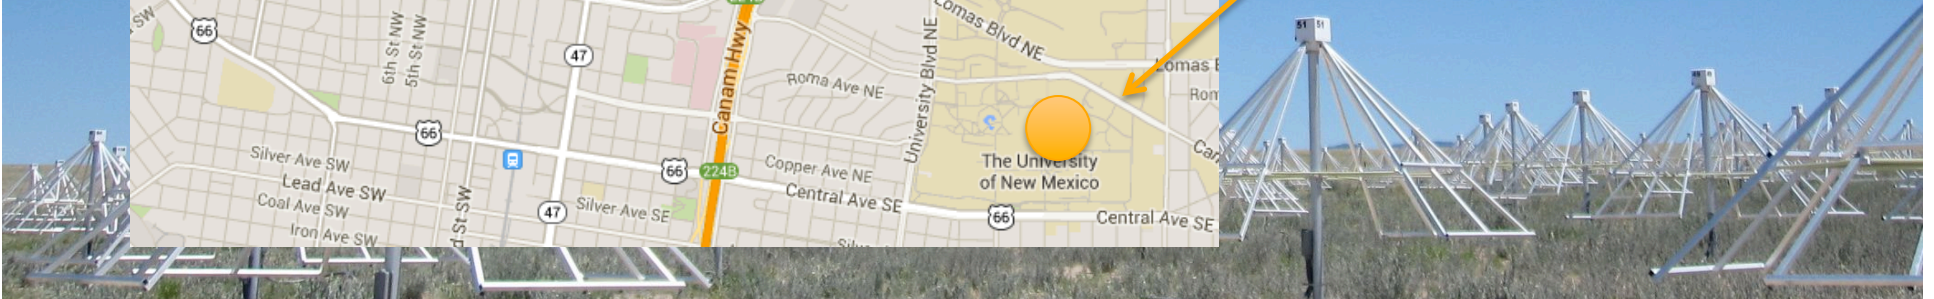 SW
66
6th St NW
5th St NW
47
Canam Hwy
Roma Ave NE
University Blvd NE
Lomas Blvd NE
Lomas B
Rom
66
Silver Ave SW
Lead Ave SW
Coal Ave SW
Iron Ave SW
d St SW
47
Silver Ave SE
66
224B
Copper Ave NE
Central Ave SE
The University
of New Mexico
66
Central Ave SE
51 51